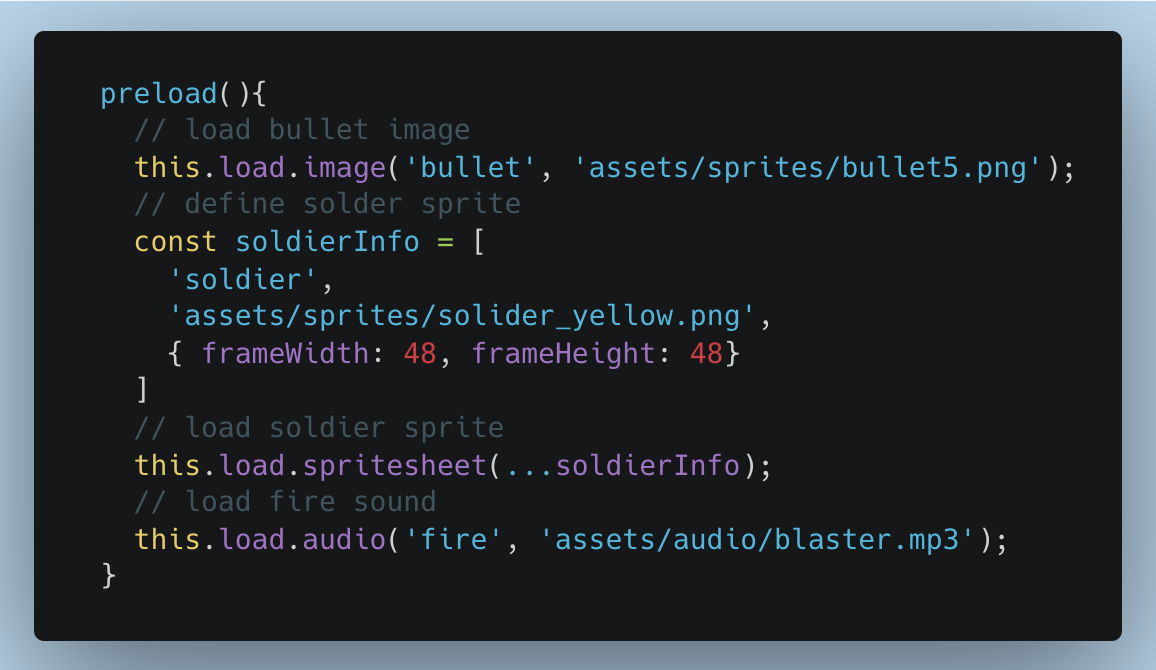 preload(){
  // load bullet image
  this.load.image('bullet', 'assets/sprites/bullet5.png');
  // define solder sprite
  const soldierInfo = [
    'soldier',
    'assets/sprites/solider_yellow.png',
    { frameWidth: 48, frameHeight: 48}
  ]
  // load soldier sprite
  this.load.spritesheet(...soldierInfo);
  // load fire sound
  this.load.audio('fire', 'assets/audio/blaster.mp3');
}